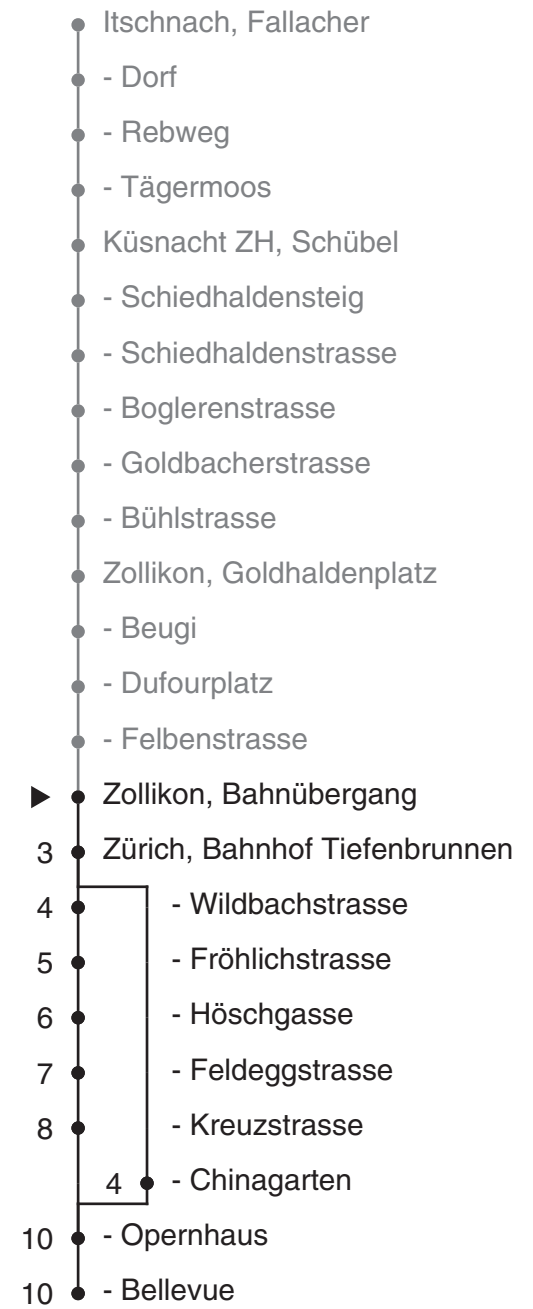 Itschnach, Fallacher
- Dorf
- Rebweg
- Tägermoos
Küsnacht ZH, Schübel
- Schiedhaldensteig
- Schiedhaldenstrasse
- Boglerenstrasse
- Goldbacherstrasse
- Bühlstrasse
Zollikon, Goldhaldenplatz
- Beugi
- Dufourplatz
- Felbenstrasse
Zollikon, Bahnübergang
3 Zürich, Bahnhof Tiefenbrunnen
4 - Wildbachstrasse
5 - Fröhlichstrasse
6 - Höschgasse
7 - Feldeggstrasse
8 - Kreuzstrasse
4 - Chinagarten
10 - Opernhaus
10 - Bellevue